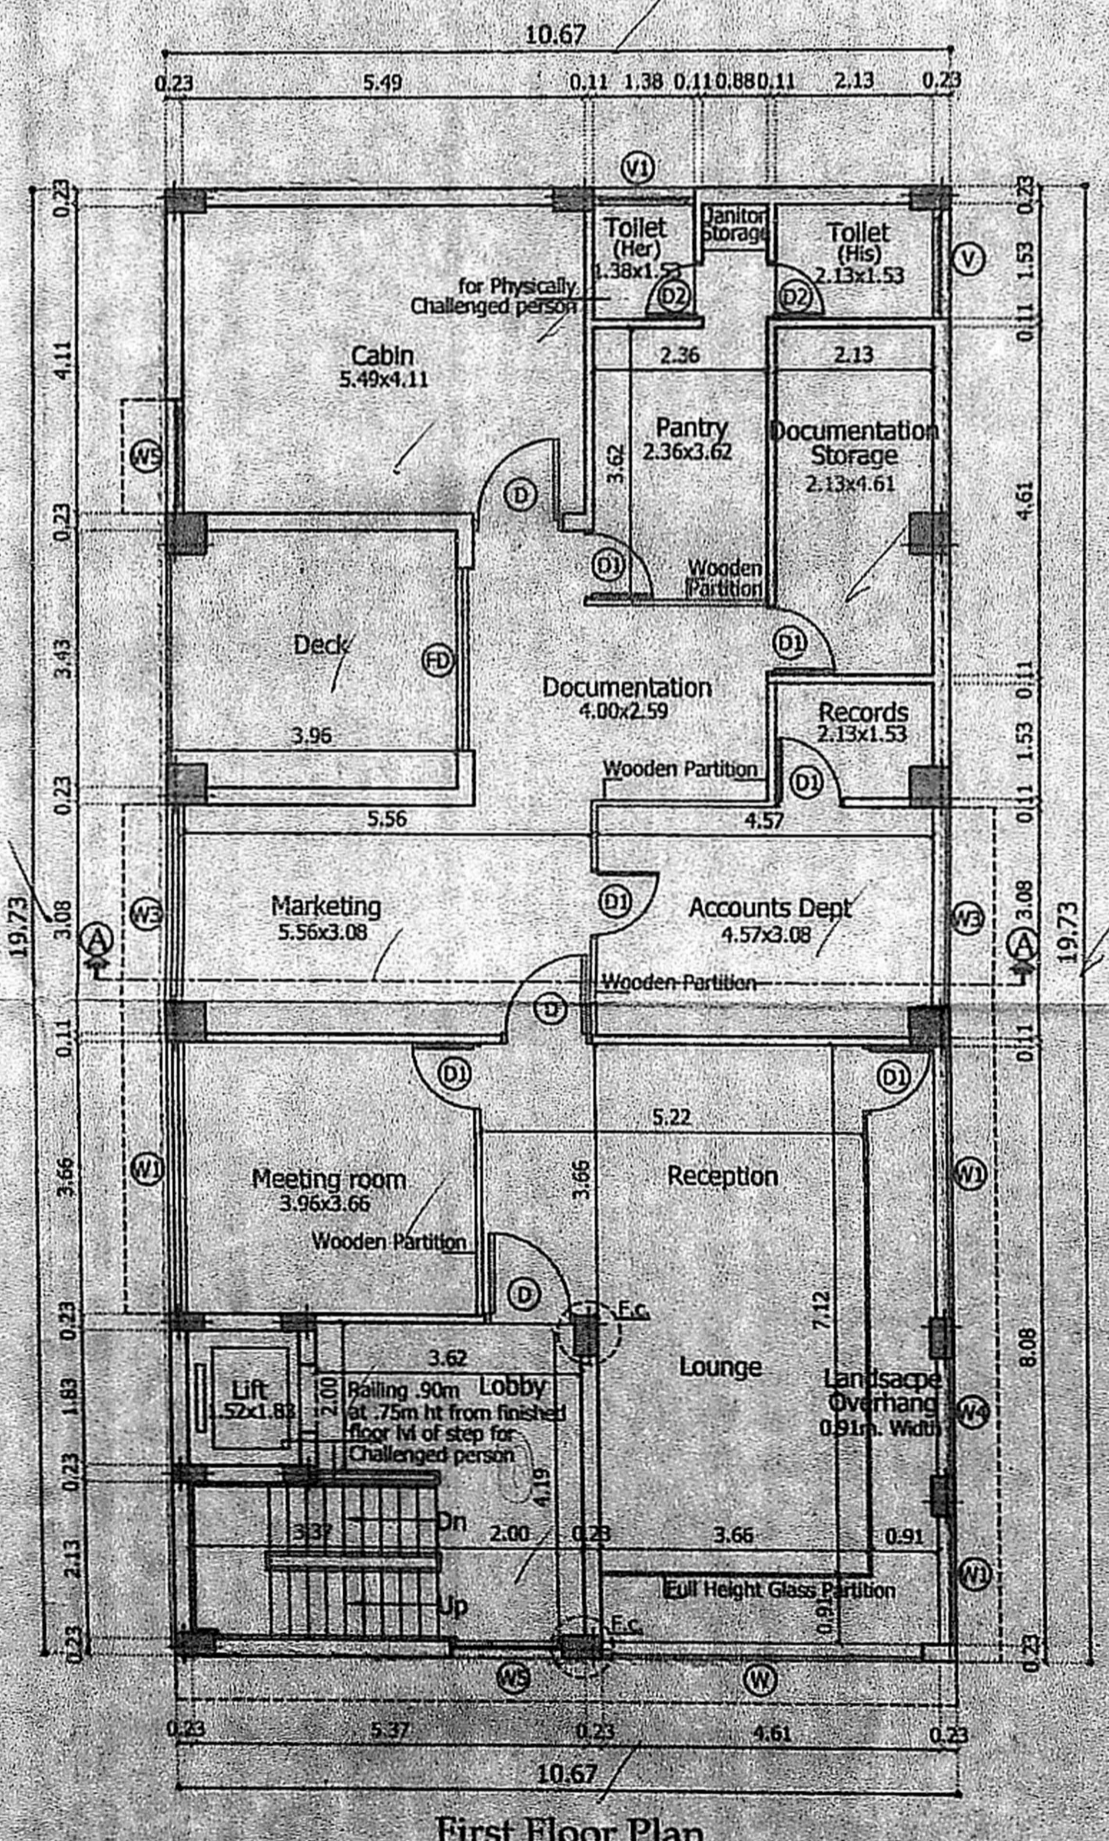 10.67
0.23 5.49 0.11 1.38 0.11 0.88 0.11 2.13 0.23
V1
0.23
0.23
Toilet
(Her)
1.38x1.53
Janitor
Storage
Toilet
(His)
2.13x1.53
V
1.53
for Physically
Challenged person
D2
D2
0.11
4.11
Cabin
5.49x4.11
2.36
2.13
W5
Pantry
2.36x3.62
3.62
Documentation
Storage
2.13x4.61
4.61
D
0.23
D1
Wooden
Partition
Deck
FD
3.43
3.96
D1
0.11
Documentation
4.00x2.59
Records
2.13x1.53
1.53
Wooden Partition
D1
0.23
0.11
5.56
4.57
Marketing
5.56x3.08
D1
Accounts Dept
4.57x3.08
W3
W3
3.08
3.08
19.73
19.73
A
A
Wooden Partition
D
0.11
0.11
D1
D1
5.22
Meeting room
3.96x3.66
Wooden Partition
3.66
3.66
Reception
W1
W1
D
F.c.
0.23
7.12
3.62
8.08
Lift
1.52x1.83
2.00
Lobby
Railing .90m
at .75m ht from finished
floor lvl of step for
Challenged person
Lounge
Landsacpe
Overhang
0.91m. Width
W4
1.83
0.23
4.19
Dn
3.37 2.00 0.23 3.66 0.91
2.13
Up
Full Height Glass Partition
0.91
W1
F.c.
0.23
0.23
W5
W
0.23 5.37 0.23 4.61 0.23
10.67
First Floor Plan